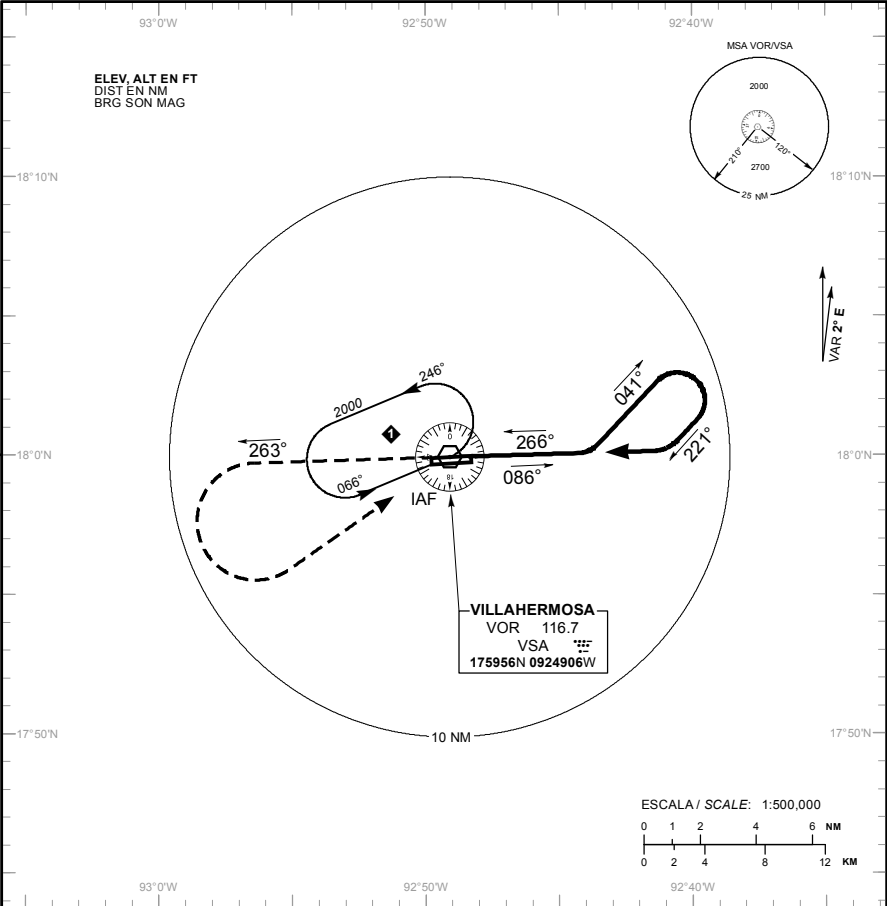 93°0'W 92°50'W 92°40'W
MSA VOR/VSA
ELEV, ALT EN FT
DIST EN NM
BRG SON MAG
2000
210° 120°
2700
25 NM
18°10'N 18°10'N
VAR 2° E
246°
041°
2000
1
0
221°
263°
266°
18°0'N 18°0'N
086°
066°
18
IAF
VILLAHERMOSA
VOR 116.7
VSA
175956N 0924906W
17°50'N 17°50'N
10 NM
ESCALA / SCALE: 1:500,000
0 1 2 4 6 NM
0 2 4 8 12 KM
93°0'W 92°50'W 92°40'W